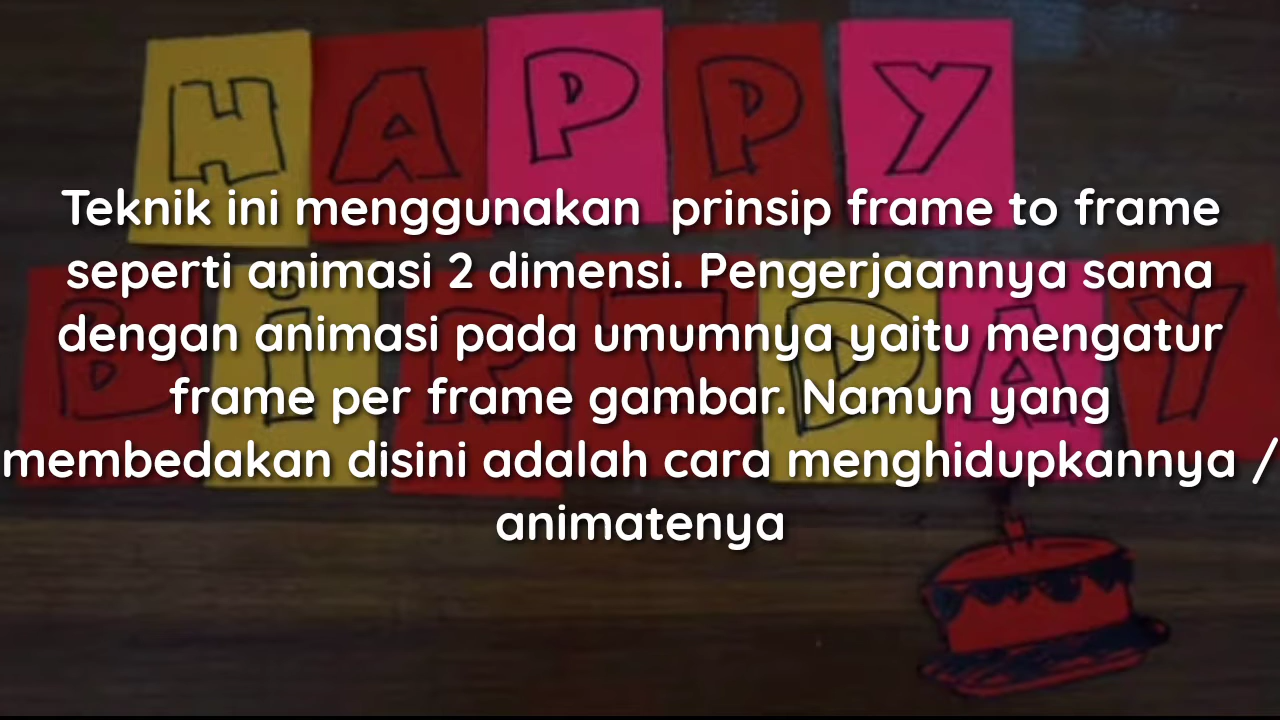 HAPPY
Teknik ini menggunakan  prinsip frame to frame
seperti animasi 2 dimensi. Pengerjaannya sama
dengan animasi pada umumnya yaitu mengatur
frame per frame gambar. Namun yang
membedakan disini adalah cara menghidupkannya /
animatenya
BiRTDAY